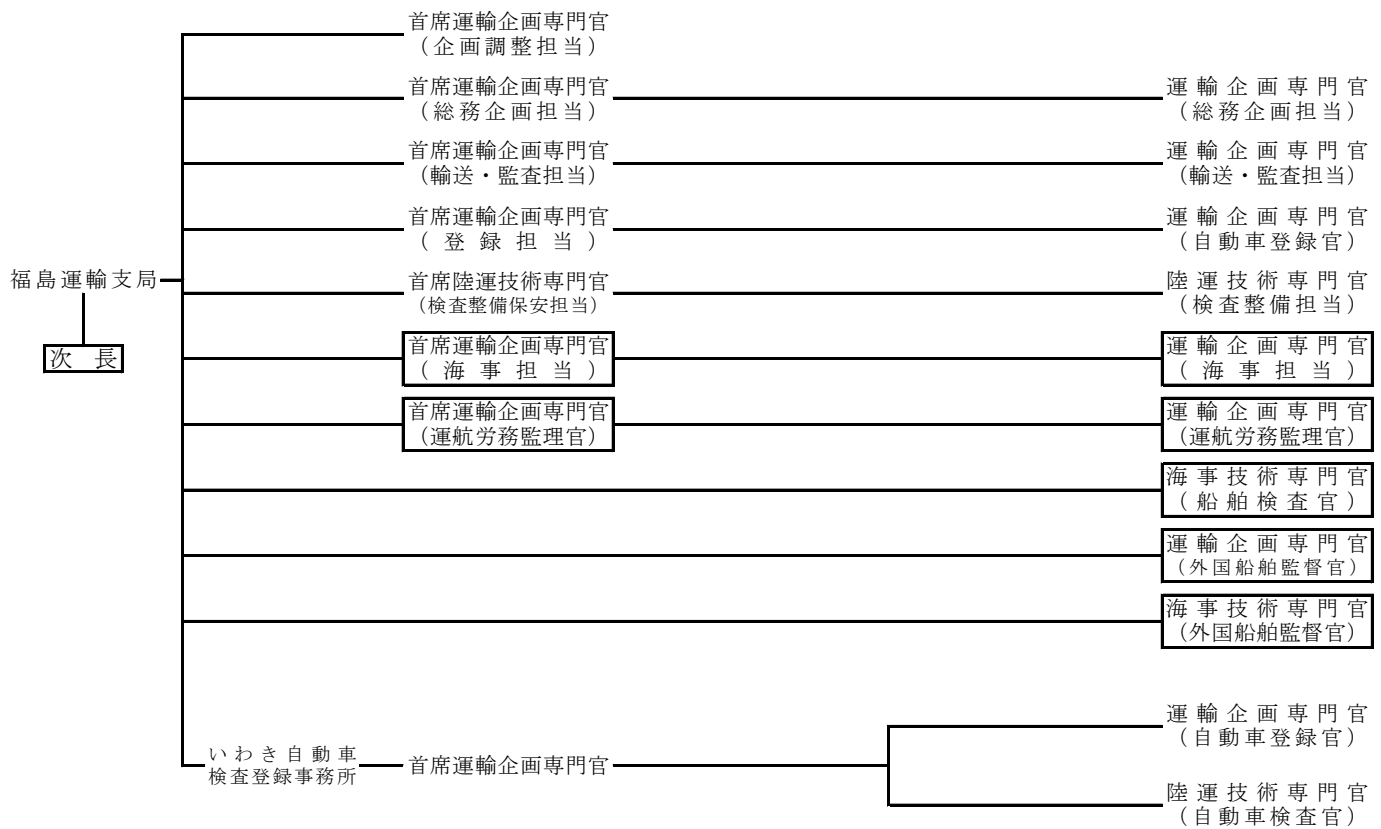 首席運輸企画専門官
（企画調整担当）
首席運輸企画専門官
（総務企画担当）
運輸企画専門官
（総務企画担当）
首席運輸企画専門官
（輸送・監査担当）
運輸企画専門官
（輸送・監査担当）
首席運輸企画専門官
（登録担当）
運輸企画専門官
（自動車登録官）
福島運輸支局
首席陸運技術専門官
（検査整備保安担当）
陸運技術専門官
（検査整備担当）
次長
首席運輸企画専門官
（海事担当）
運輸企画専門官
（海事担当）
首席運輸企画専門官
（運航労務監理官）
運輸企画専門官
（運航労務監理官）
海事技術専門官
（船舶検査官）
運輸企画専門官
（外国船舶監督官）
海事技術専門官
（外国船舶監督官）
いわき自動車
検査登録事務所
首席運輸企画専門官
運輸企画専門官
（自動車登録官）
陸運技術専門官
（自動車検査官）